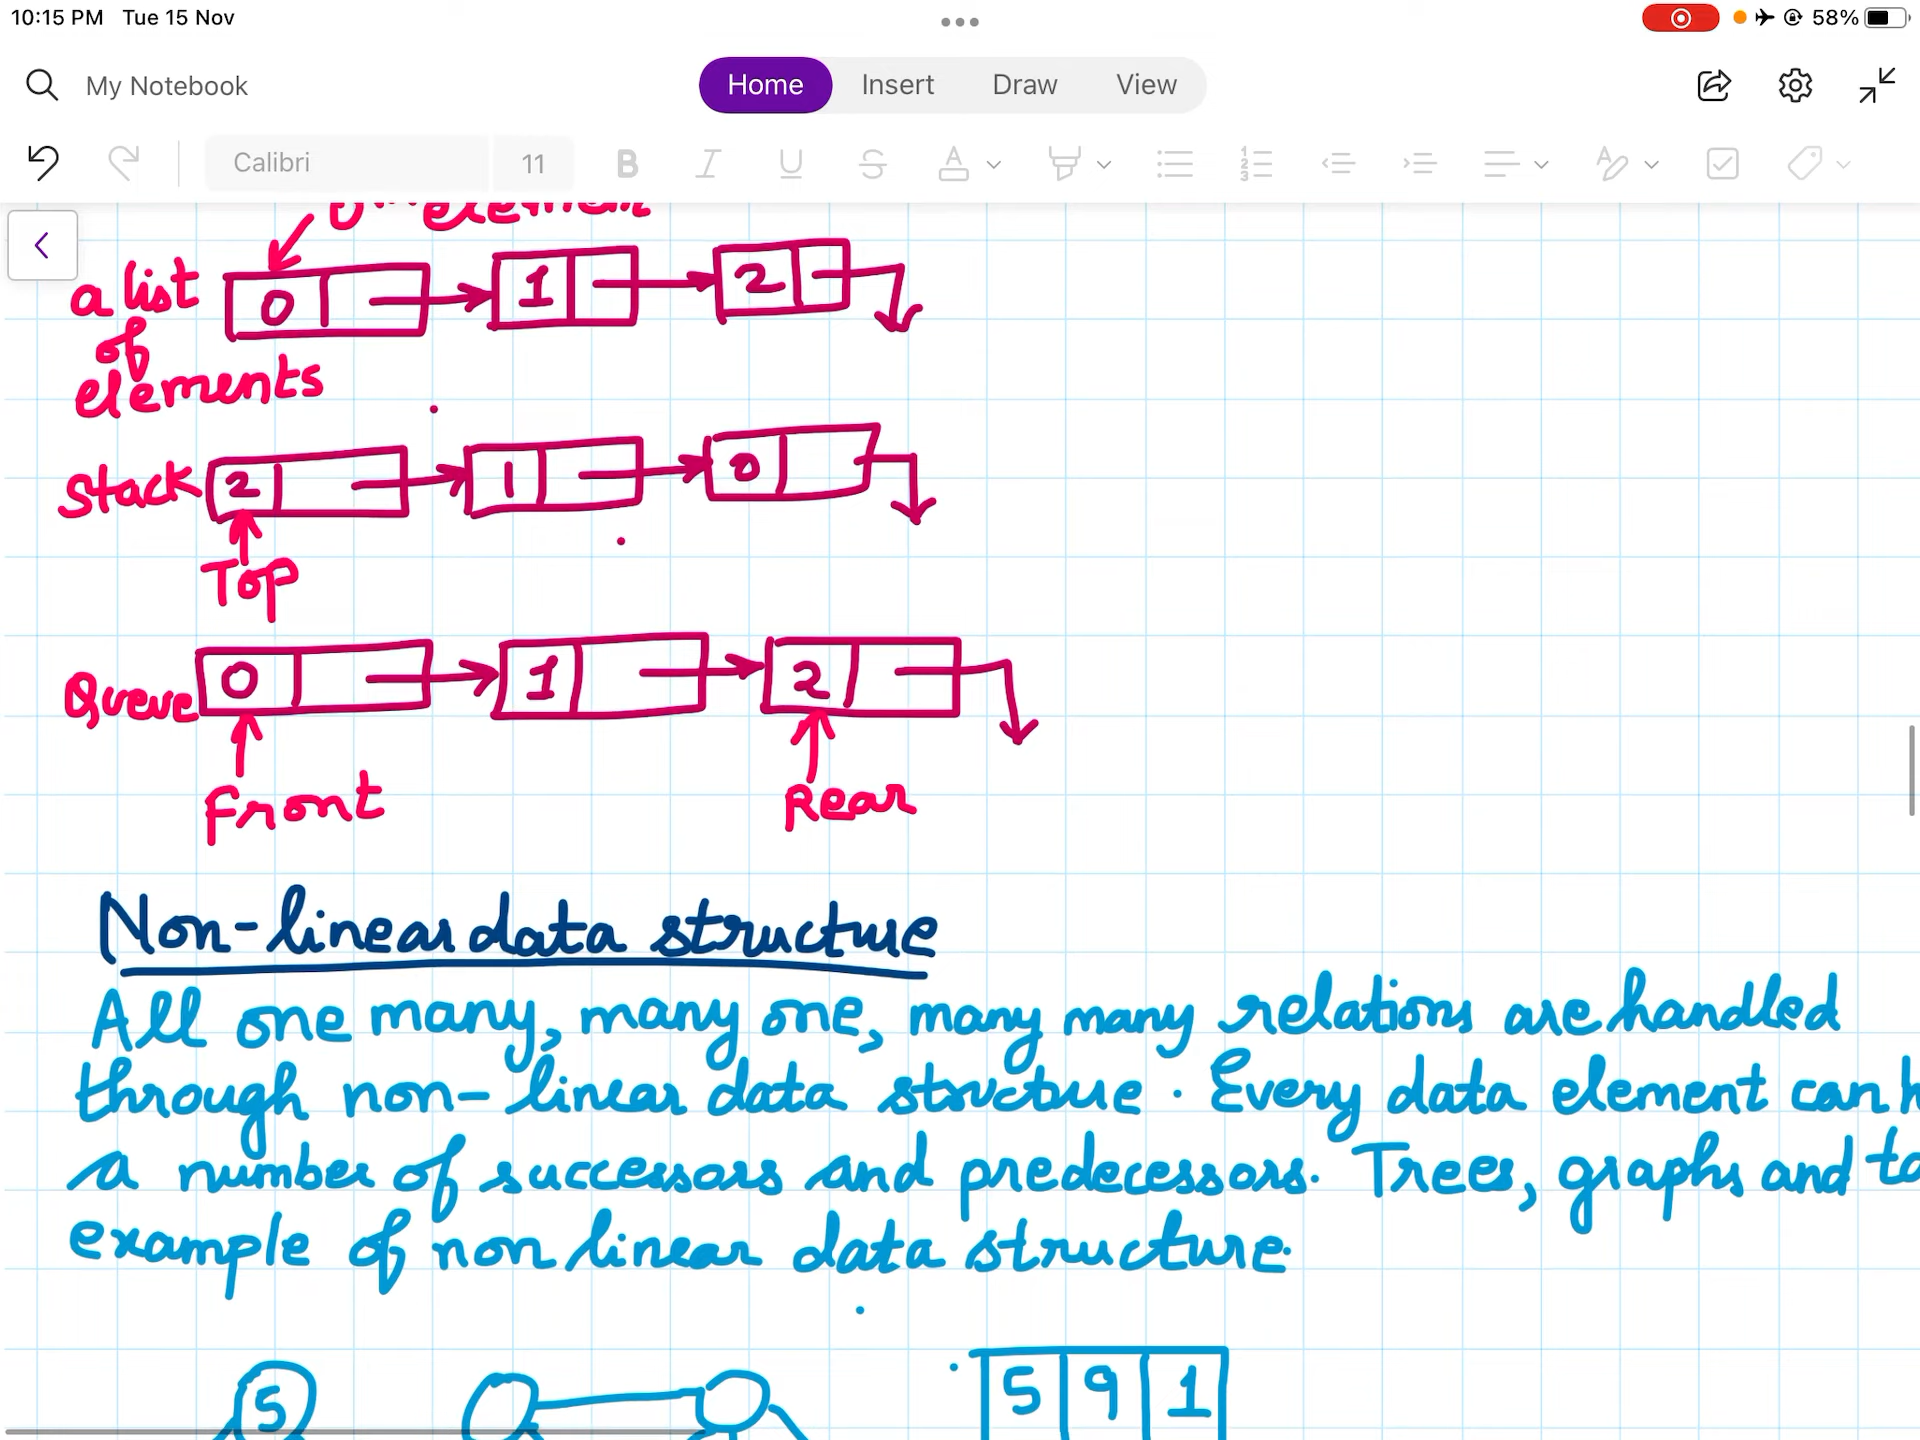 10:15 PM Tue 15 Nov
58%
My Notebook
Home Insert Draw View
Calibri 11
element
a list
of
elements
0 1 2
Stack 2 1 0
Top
Queue 0 1 2
Front Rear
Non-linear data structure
All one many, many one, many many relations are handled
through non-linear data structure. Every data element can
a number of successors and predecessors. Trees, graphs and
example of non linear data structure.
5
5 9 1